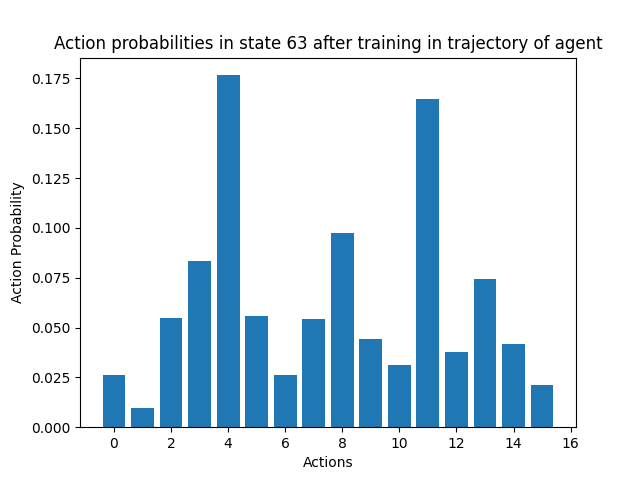 Action probabilities in state 63 after training in trajectory of agent
0.175
0.150
0.125
0.100
0.075
0.050
0.025
0.000
Action Probability
0 2 4 6 8 10 12 14 16
Actions